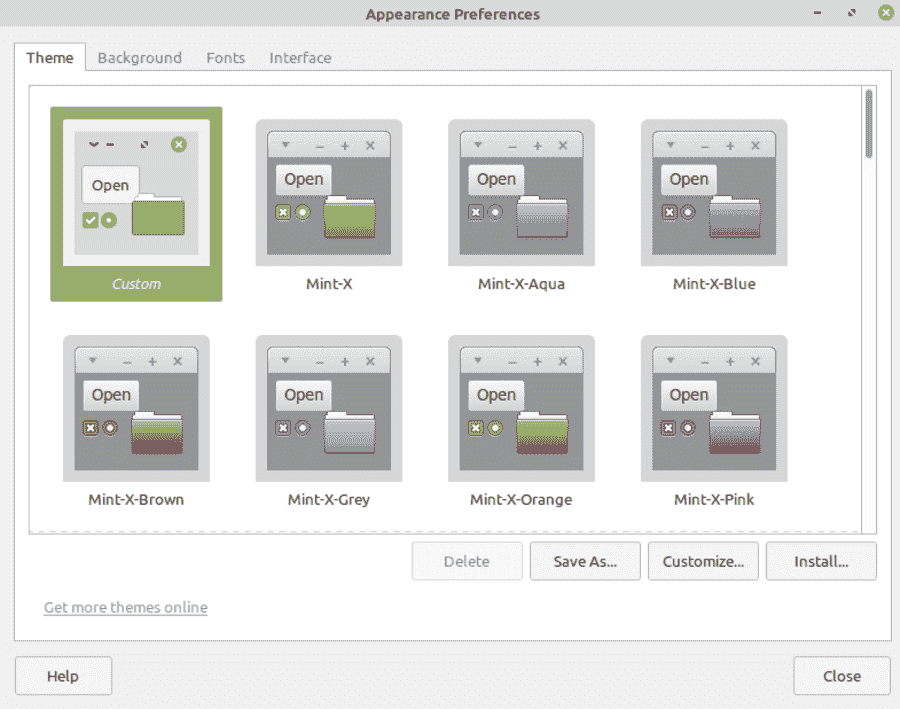 Appearance Preferences
Theme Background Fonts Interface
Open Open Open Open
Custom Mint-X Mint-X-Aqua Mint-X-Blue
Open Open Open Open
Mint-X-Brown Mint-X-Grey Mint-X-Orange Mint-X-Pink
Delete Save As... Customize... Install...
Get more themes online
Help Close